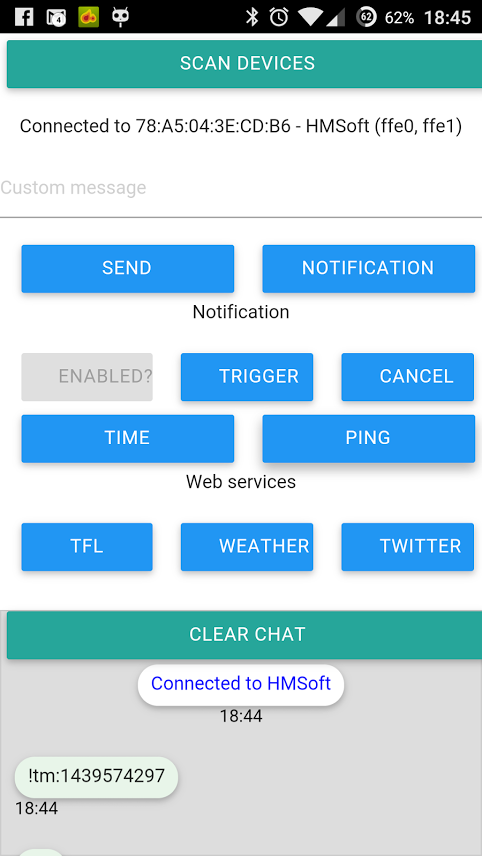 62 62% 18:45
SCAN DEVICES
Connected to 78:A5:04:3E:CD:B6 - HMSoft (ffe0, ffe1)
Custom message
SEND NOTIFICATION
Notification
ENABLED? TRIGGER CANCEL
TIME PING
Web services
TFL WEATHER TWITTER
CLEAR CHAT
Connected to HMSoft
18:44
!tm:1439574297
18:44